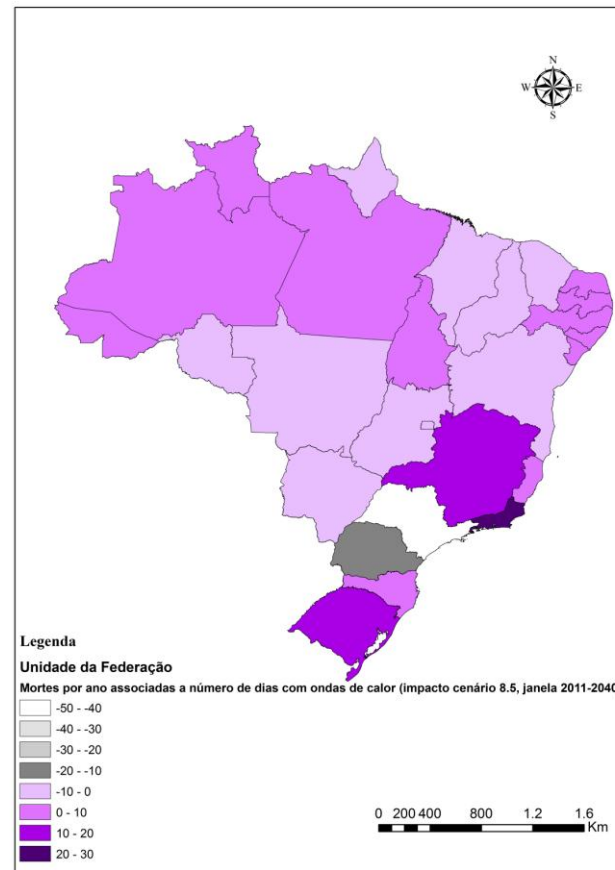 N
W E
S
Legenda
Unidade da Federação
Mortes por ano associadas a número de dias com ondas de calor (impacto cenário 8.5, janela 2011-2040
-50 - -40
-40 - -30
-30 - -20
-20 - -10
-10 - 0
0 - 10
10 - 20
20 - 30
0 200 400 800 1.2 1.6
Km